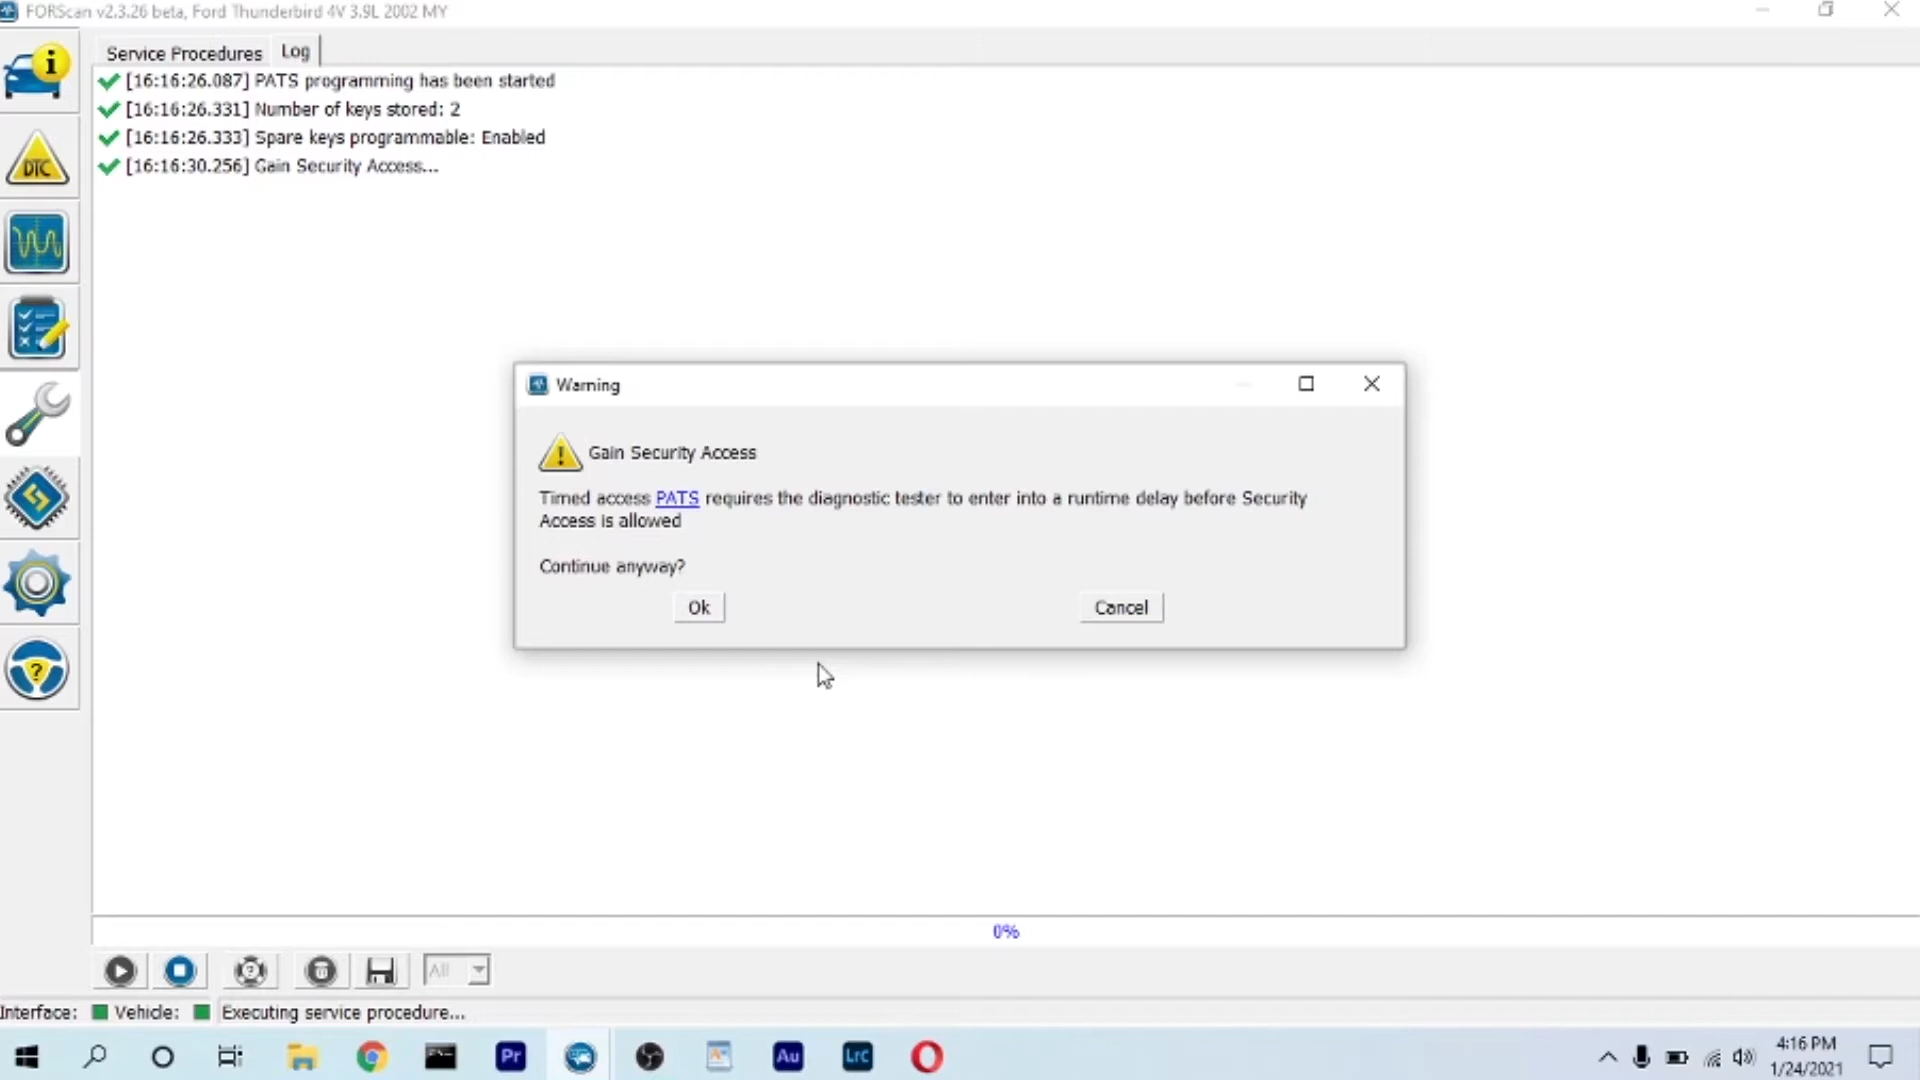 FORScan v2.3.26 beta, Ford Thunderbird 4V 3.9L 2002 MY
Service Procedures
Log
[16:16:26.087] PATS programming has been started
[16:16:26.331] Number of keys stored: 2
[16:16:26.333] Spare keys programmable: Enabled
[16:16:30.256] Gain Security Access...
i
DTC
?
Warning
Gain Security Access
Timed access PATS requires the diagnostic tester to enter into a runtime delay before Security
Access is allowed
Continue anyway?
Ok
Cancel
0%
All
Interface:
Vehicle:
Executing service procedure...
Pr
Au
Lrc
4:16 PM
1/24/2021